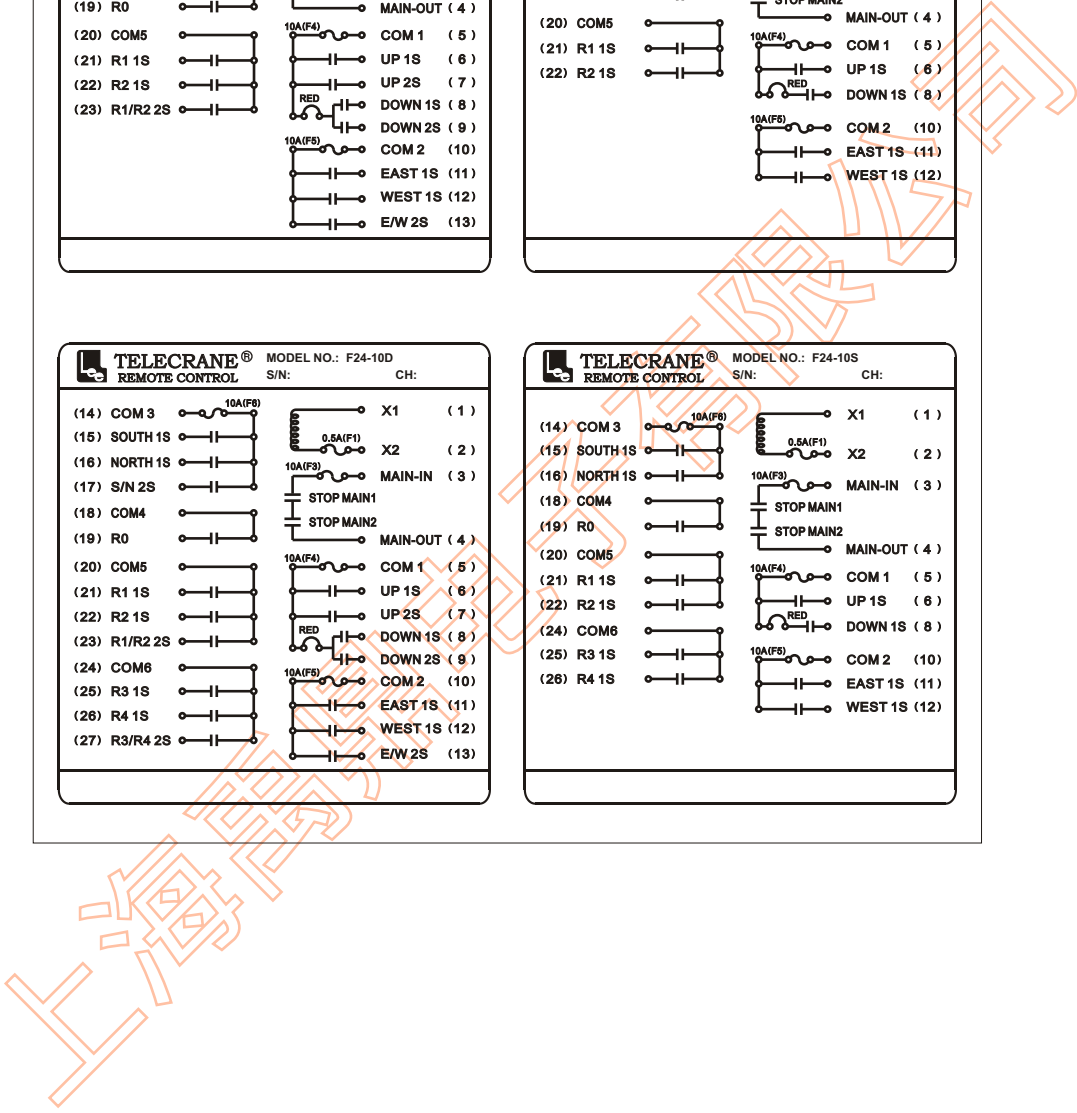 (19) R0
(20) COM5
(21) R1 1S
(22) R2 1S
(23) R1/R2 2S
MAIN-OUT ( 4 )
10A(F4)
COM 1 ( 5 )
UP 1S ( 6 )
UP 2S ( 7 )
RED
DOWN 1S ( 8 )
DOWN 2S ( 9 )
10A(F5)
COM 2 (10)
EAST 1S (11)
WEST 1S (12)
E/W 2S (13)
(20) COM5
(21) R1 1S
(22) R2 1S
STOP MAIN2
MAIN-OUT ( 4 )
10A(F4)
COM 1 ( 5 )
UP 1S ( 6 )
RED
DOWN 1S ( 8 )
10A(F5)
COM 2 (10)
EAST 1S (11)
WEST 1S (12)
Lee TELECRANE® MODEL NO.: F24-10D
REMOTE CONTROL S/N: CH:
10A(F6)
(14) COM 3
(15) SOUTH 1S
(16) NORTH 1S
(17) S/N 2S
(18) COM4
(19) R0
(20) COM5
(21) R1 1S
(22) R2 1S
(23) R1/R2 2S
(24) COM6
(25) R3 1S
(26) R4 1S
(27) R3/R4 2S
X1 ( 1 )
0.5A(F1)
X2 ( 2 )
10A(F3)
MAIN-IN ( 3 )
STOP MAIN1
STOP MAIN2
MAIN-OUT ( 4 )
10A(F4)
COM 1 ( 5 )
UP 1S ( 6 )
UP 2S ( 7 )
RED
DOWN 1S ( 8 )
DOWN 2S ( 9 )
10A(F5)
COM 2 (10)
EAST 1S (11)
WEST 1S (12)
E/W 2S (13)
Lee TELECRANE® MODEL NO.: F24-10S
REMOTE CONTROL S/N: CH:
10A(F6)
(14) COM 3
(15) SOUTH 1S
(16) NORTH 1S
(18) COM4
(19) R0
(20) COM5
(21) R1 1S
(22) R2 1S
(24) COM6
(25) R3 1S
(26) R4 1S
X1 ( 1 )
0.5A(F1)
X2 ( 2 )
10A(F3)
MAIN-IN ( 3 )
STOP MAIN1
STOP MAIN2
MAIN-OUT ( 4 )
10A(F4)
COM 1 ( 5 )
UP 1S ( 6 )
RED
DOWN 1S ( 8 )
10A(F5)
COM 2 (10)
EAST 1S (11)
WEST 1S (12)
上海禹鼎电子有限公司